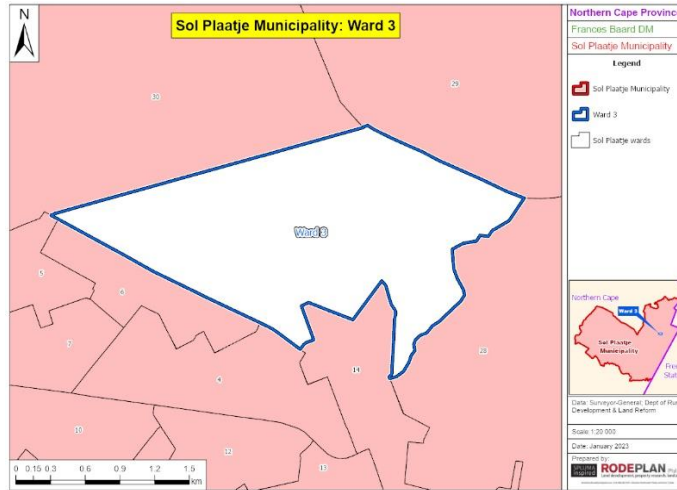 N
Sol Plaatje Municipality: Ward 3
30
29
Ward 3
5
6
7
4
14
28
10
12
13
0 0.15 0.3 0.6 0.9 1.2 1.5
km
Northern Cape Province
Frances Baard DM
Sol Plaatje Municipality
Legend
Sol Plaatje Municipality
Ward 3
Sol Plaatje wards
Northern Cape
Ward 3
Sol Plaatje
Municipality
Data: Surveyor-General, Dept of
Development & Land Reform
Scale: 1:20 000
Date: January 2023
Prepared by:
RODEPLAN